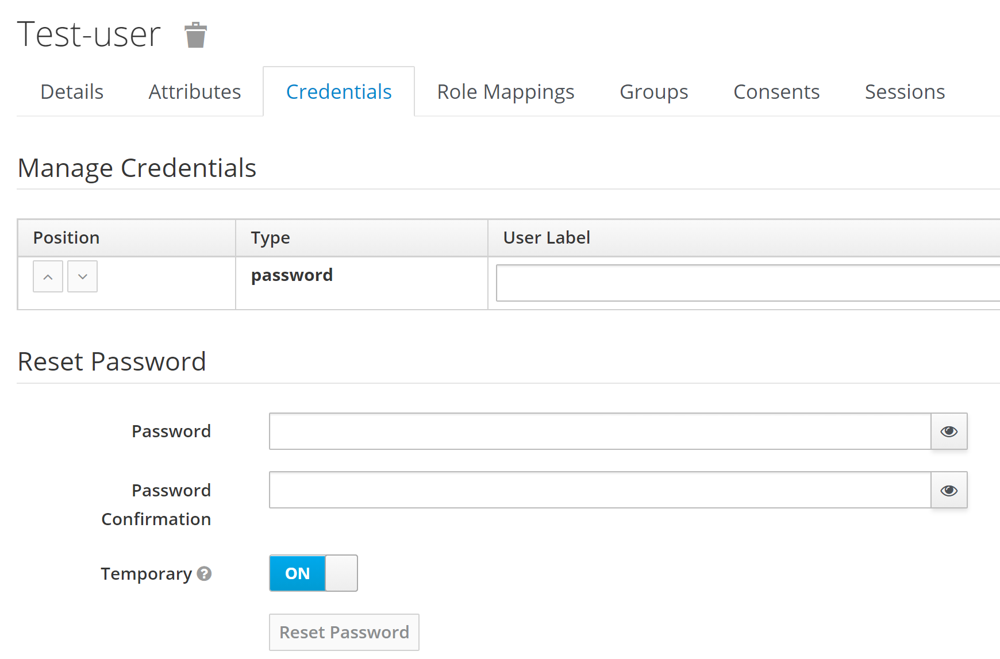 Test-user
Details Attributes Credentials Role Mappings Groups Consents Sessions
Manage Credentials
Position Type User Label
password
Reset Password
Password
Password
Confirmation
Temporary ?
ON
Reset Password